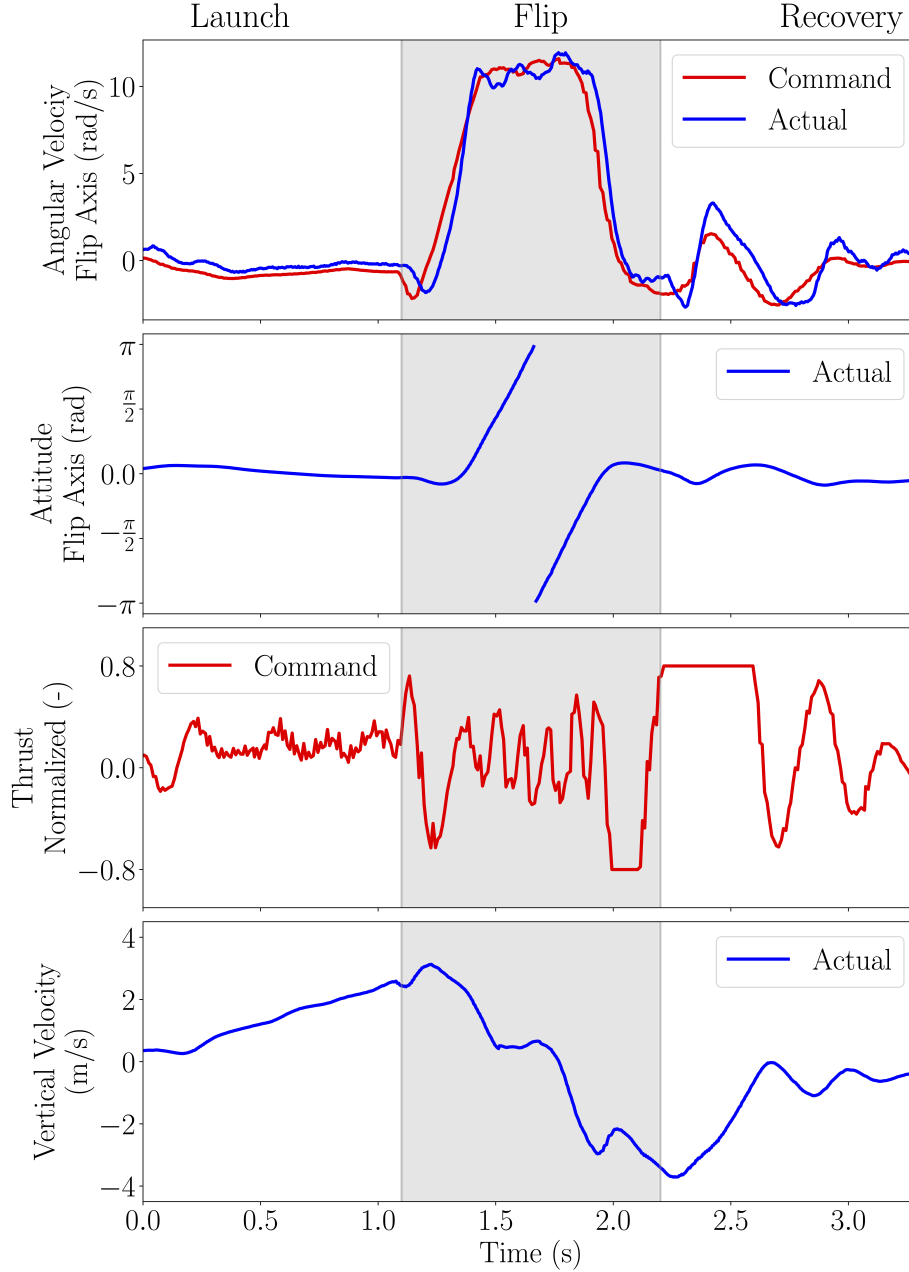 Launch Flip Recovery
Angular Velociy
Flip Axis (rad/s)
10
5
0
Command
Actual
Attitude
Flip Axis (rad)
π
π/2
0.0
−π/2
−π
Actual
Thrust
Normalized (-)
0.8
0.0
−0.8
Command
Vertical Velocity
(m/s)
4
2
0
−2
−4
Actual
0.0 0.5 1.0 1.5 2.0 2.5 3.0
Time (s)